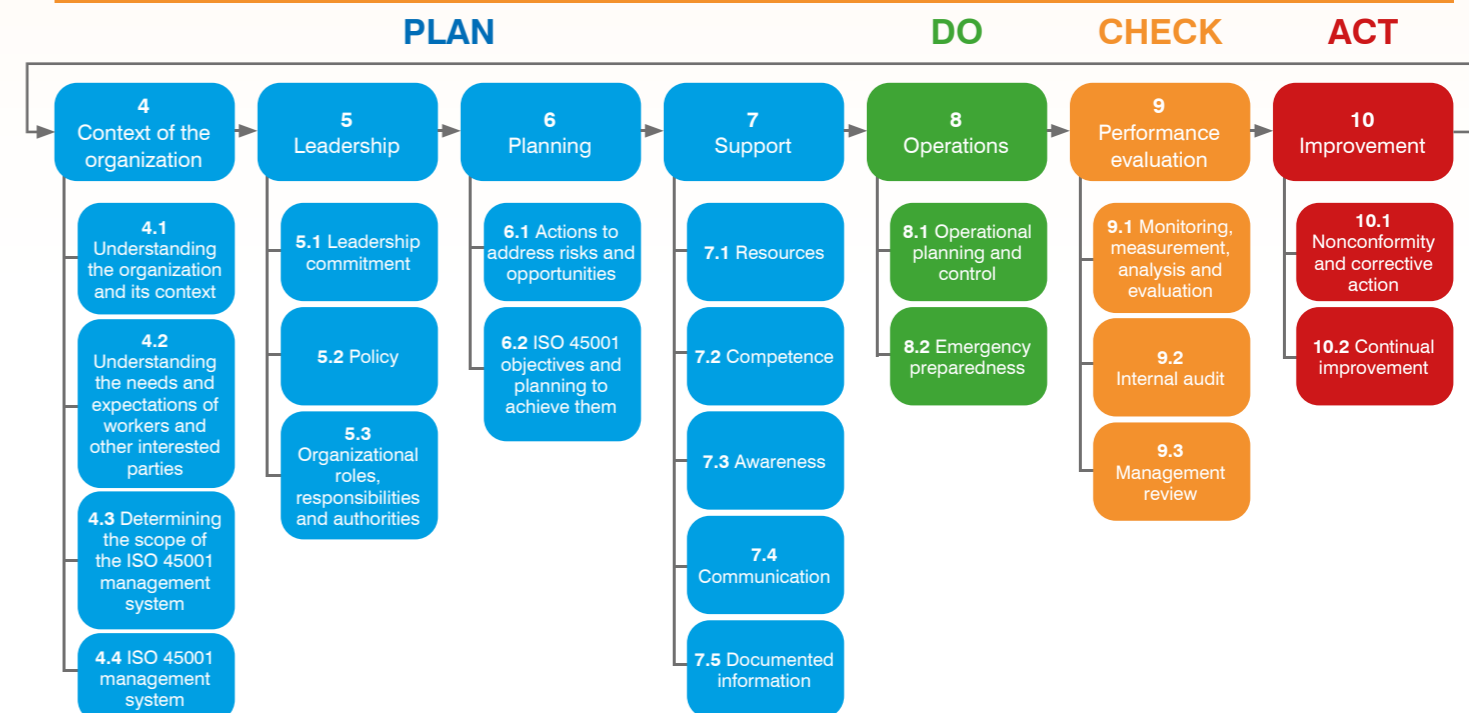 PLAN
DO
CHECK
ACT
4
Context of the
organization
5
Leadership
6
Planning
7
Support
8
Operations
9
Performance
evaluation
10
Improvement
4.1
Understanding
the organization
and its context
4.2
Understanding
the needs and
expectations of
workers and
other interested
parties
4.3 Determining
the scope of
the ISO 45001
management
system
4.4 ISO 45001
management
system
5.1 Leadership
commitment
5.2 Policy
5.3
Organizational
roles,
responsibilities
and authorities
6.1 Actions to
address risks and
opportunities
6.2 ISO 45001
objectives and
planning to
achieve them
7.1 Resources
7.2 Competence
7.3 Awareness
7.4
Communication
7.5 Documented
information
8.1 Operational
planning and
control
8.2 Emergency
preparedness
9.1 Monitoring,
measurement,
analysis and
evaluation
9.2
Internal audit
9.3
Management
review
10.1
Nonconformity
and corrective
action
10.2 Continual
improvement